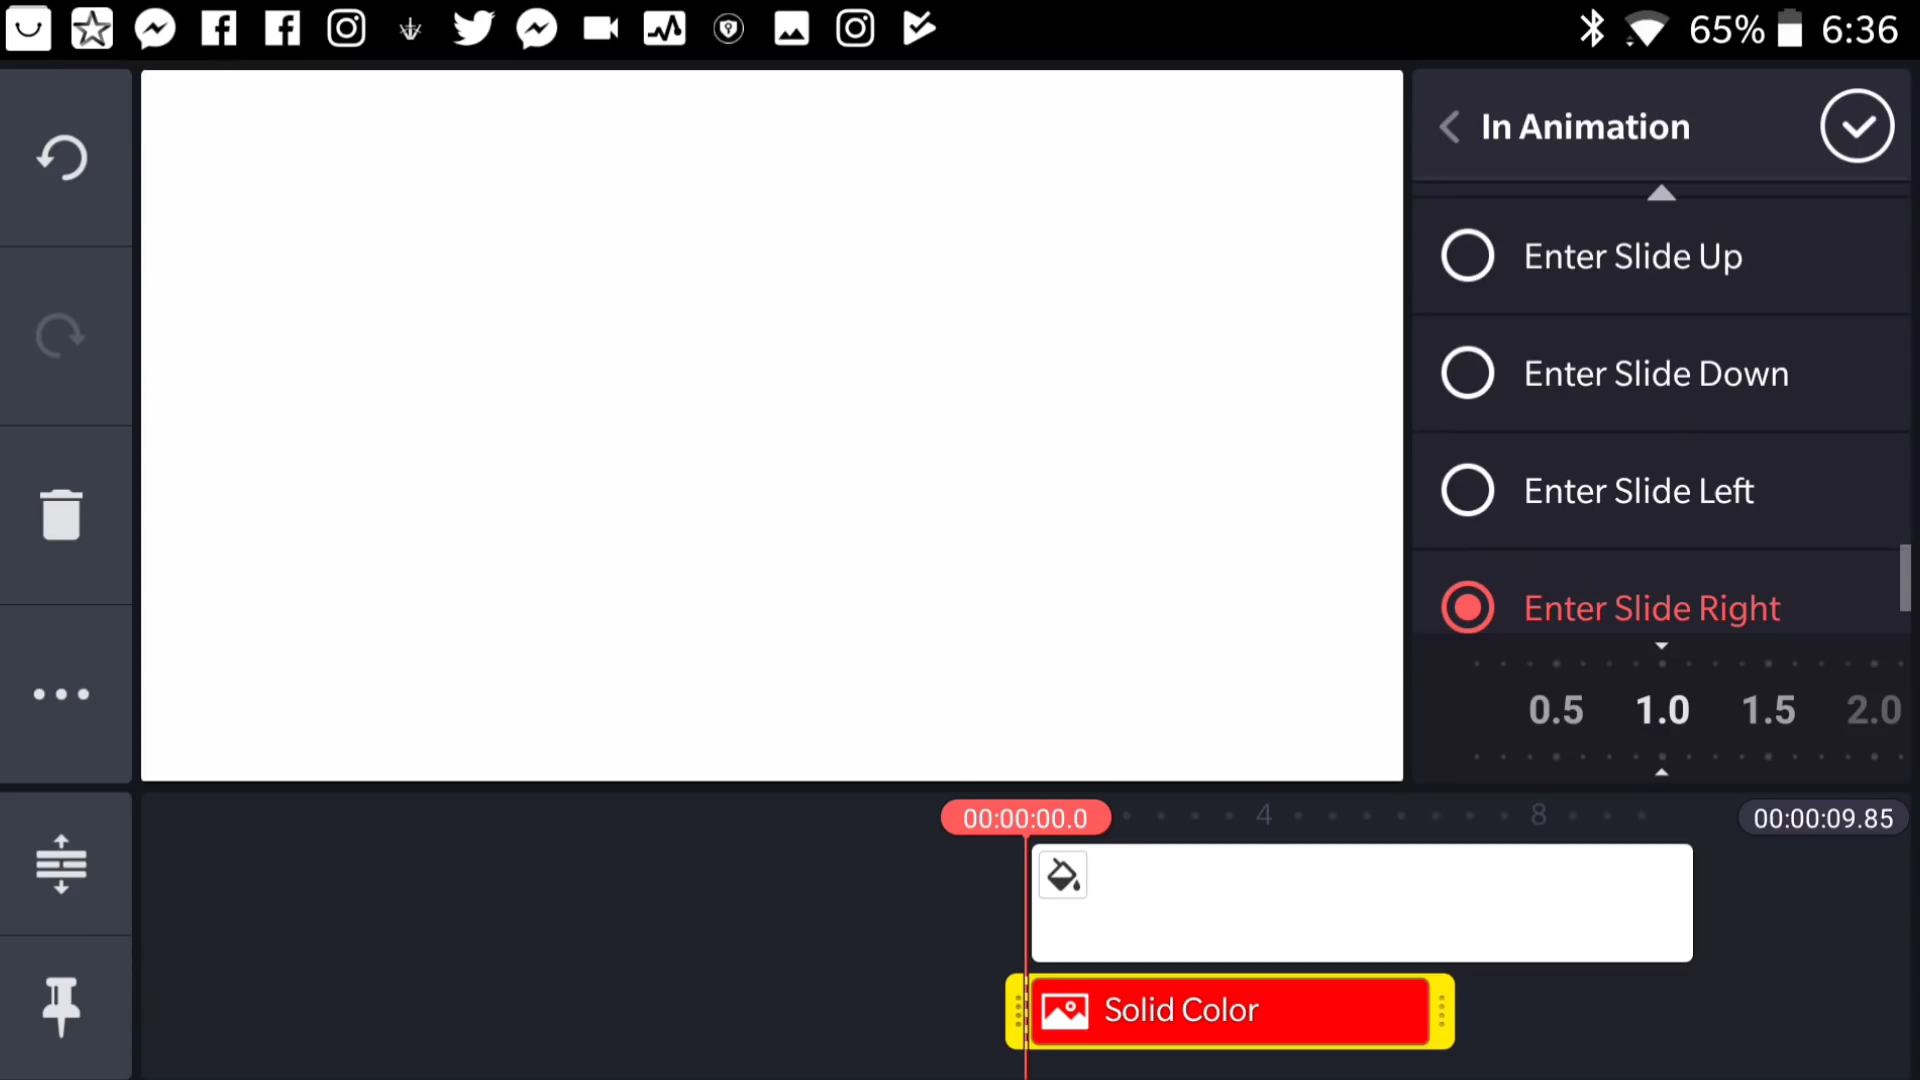 65% 6:36
In Animation
Enter Slide Up
Enter Slide Down
Enter Slide Left
Enter Slide Right
0.5 1.0 1.5 2.0
00:00:00.0 4 8 00:00:09.85
Solid Color